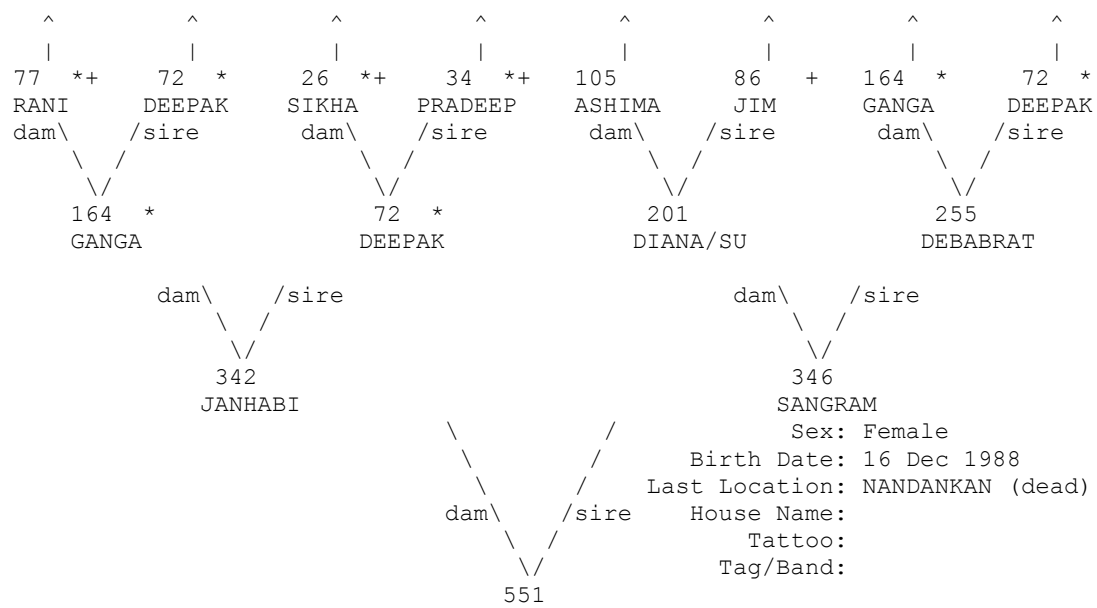 ^ ^ ^ ^ ^ ^ ^ ^
| | | | | | | |
77 *+ 72 * 26 *+ 34 *+ 105 86 + 164 * 72 *
RANI DEEPAK SIKHA PRADEEP ASHIMA JIM GANGA DEEPAK
dam\ /sire dam\ /sire dam\ /sire dam\ /sire
\ / \ / \ / \ /
\/ \/ \/ \/
164 * 72 * 201 255
GANGA DEEPAK DIANA/SU DEBABRAT
dam\ /sire dam\ /sire
\ / \ /
\/ \/
342 346
JANHABI SANGRAM
\ / Sex: Female
\ / Birth Date: 16 Dec 1988
\ / Last Location: NANDANKAN (dead)
dam\ /sire House Name:
\ / Tattoo:
\/ Tag/Band:
551